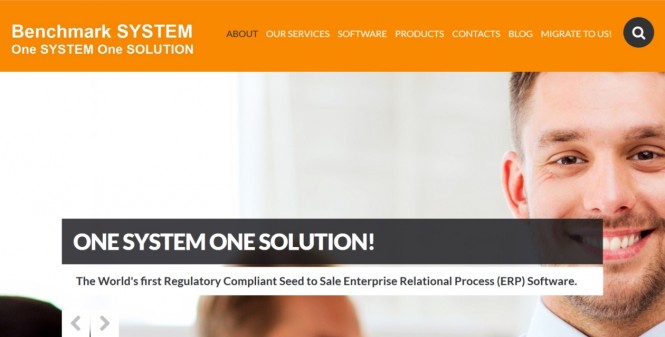 Benchmark SYSTEM
One SYSTEM One SOLUTION
ABOUT OUR SERVICES SOFTWARE PRODUCTS CONTACTS BLOG MIGRATE TO US!
ONE SYSTEM ONE SOLUTION!
The World's first Regulatory Compliant Seed to Sale Enterprise Relational Process (ERP) Software.